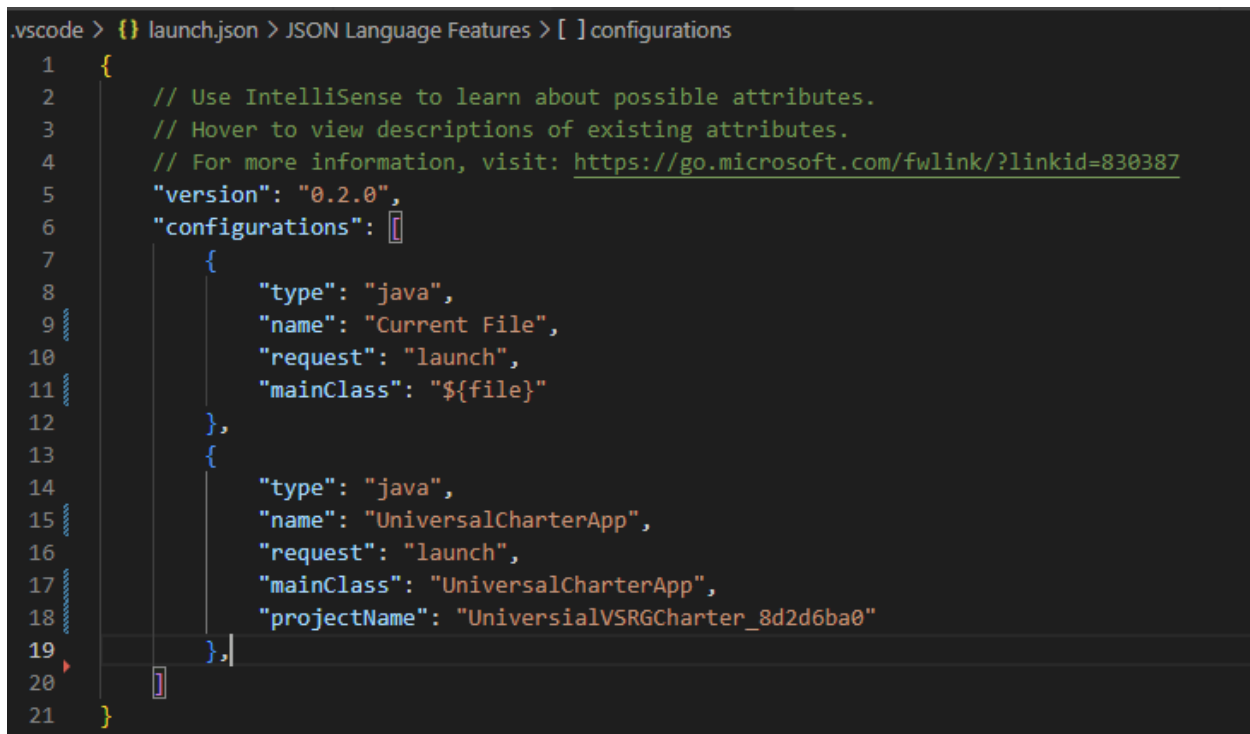 .vscode > {} launch.json > JSON Language Features > [ ] configurations
1 {
2 // Use IntelliSense to learn about possible attributes.
3 // Hover to view descriptions of existing attributes.
4 // For more information, visit: https://go.microsoft.com/fwlink/?linkid=830387
5 "version": "0.2.0",
6 "configurations": [
7 {
8 "type": "java",
9 "name": "Current File",
10 "request": "launch",
11 "mainClass": "${file}"
12 },
13 {
14 "type": "java",
15 "name": "UniversalCharterApp",
16 "request": "launch",
17 "mainClass": "UniversalCharterApp",
18 "projectName": "UniversialVSRGCharter_8d2d6ba0"
19 },
20 ]
21 }